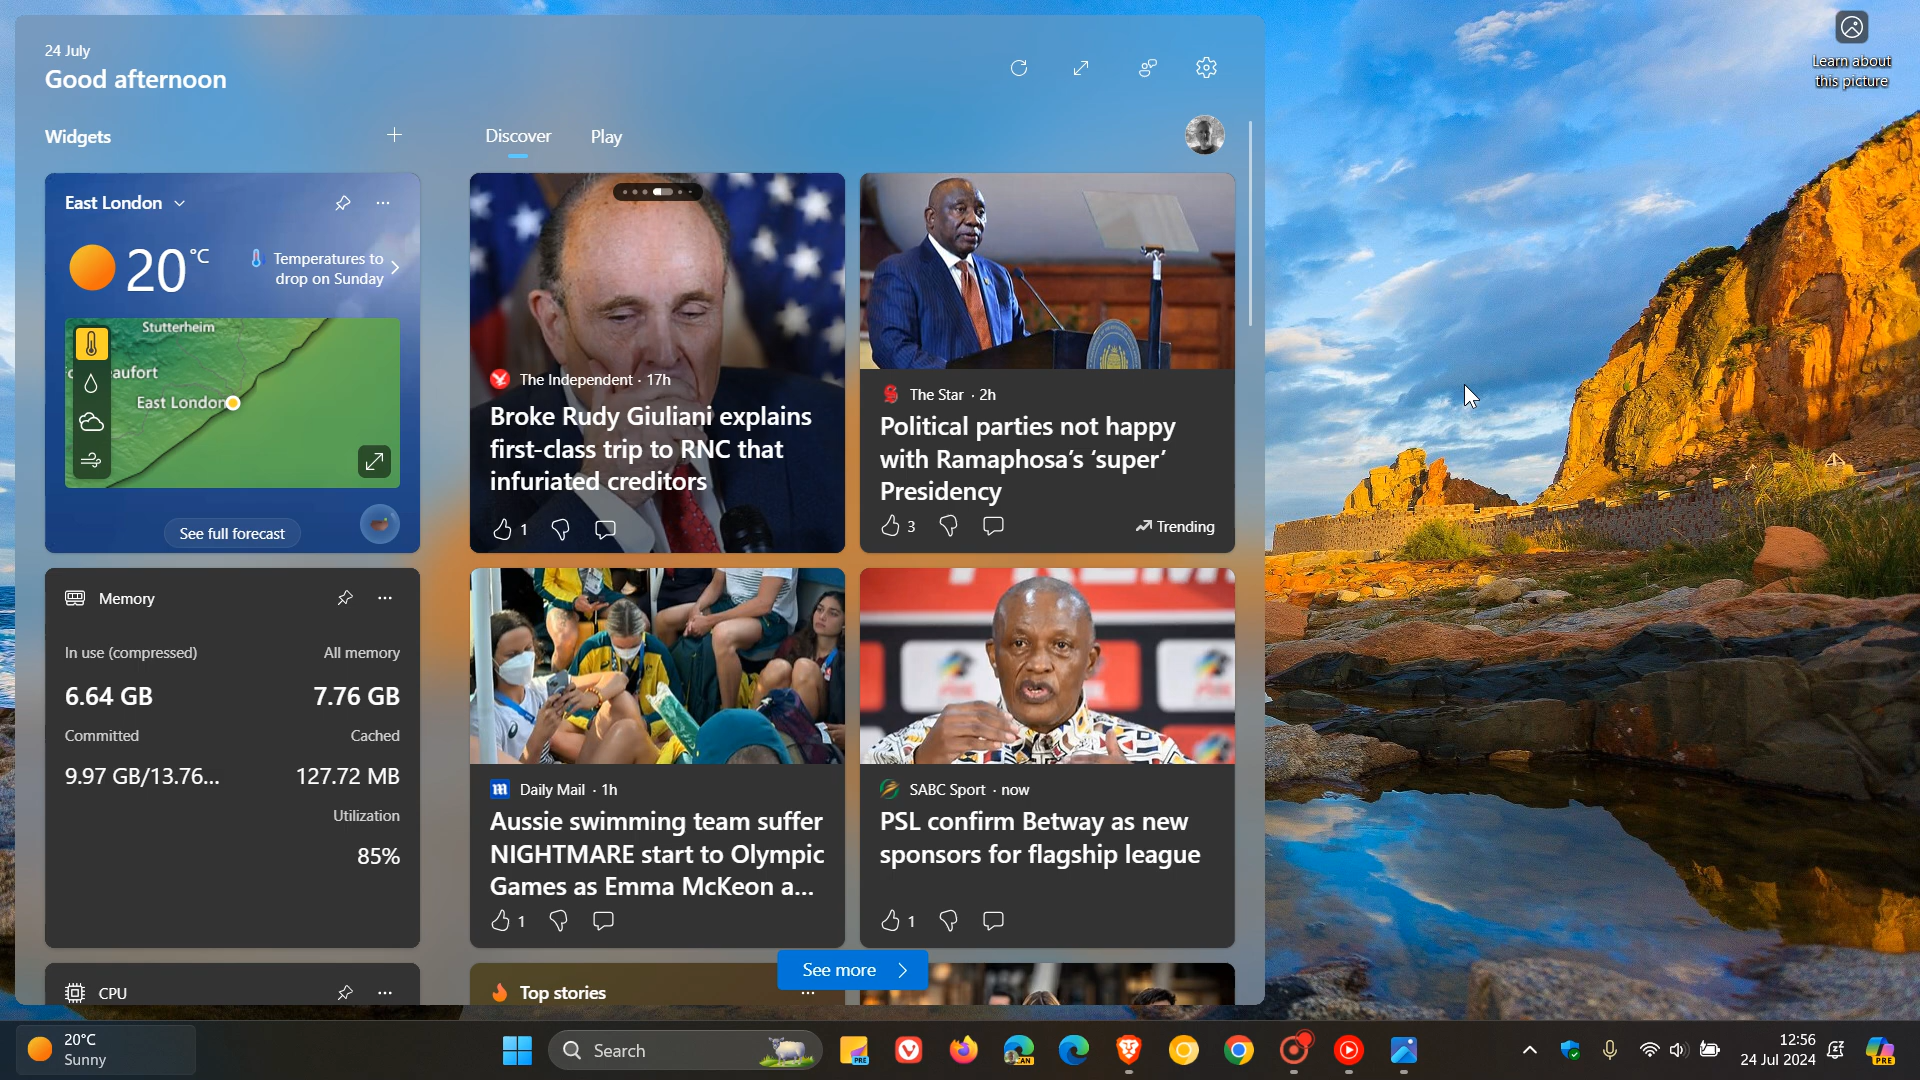 24 July
Good afternoon
Learn about
this picture
Widgets
Discover
Play
East London
20
°C
Temperatures to
drop on Sunday
Stutterheim
aufort
East London
See full forecast
The Independent · 17h
Broke Rudy Giuliani explains
first-class trip to RNC that
infuriated creditors
1
The Star · 2h
Political parties not happy
with Ramaphosa's 'super'
Presidency
3
Trending
Memory
In use (compressed)
All memory
6.64 GB
7.76 GB
Committed
Cached
9.97 GB/13.76...
127.72 MB
Utilization
85%
Daily Mail · 1h
Aussie swimming team suffer
NIGHTMARE start to Olympic
Games as Emma McKeon a...
1
SABC Sport · now
PSL confirm Betway as new
sponsors for flagship league
1
CPU
Top stories
See more
20°C
Sunny
Search
PRE
CAN
12:56
24 Jul 2024
PRE